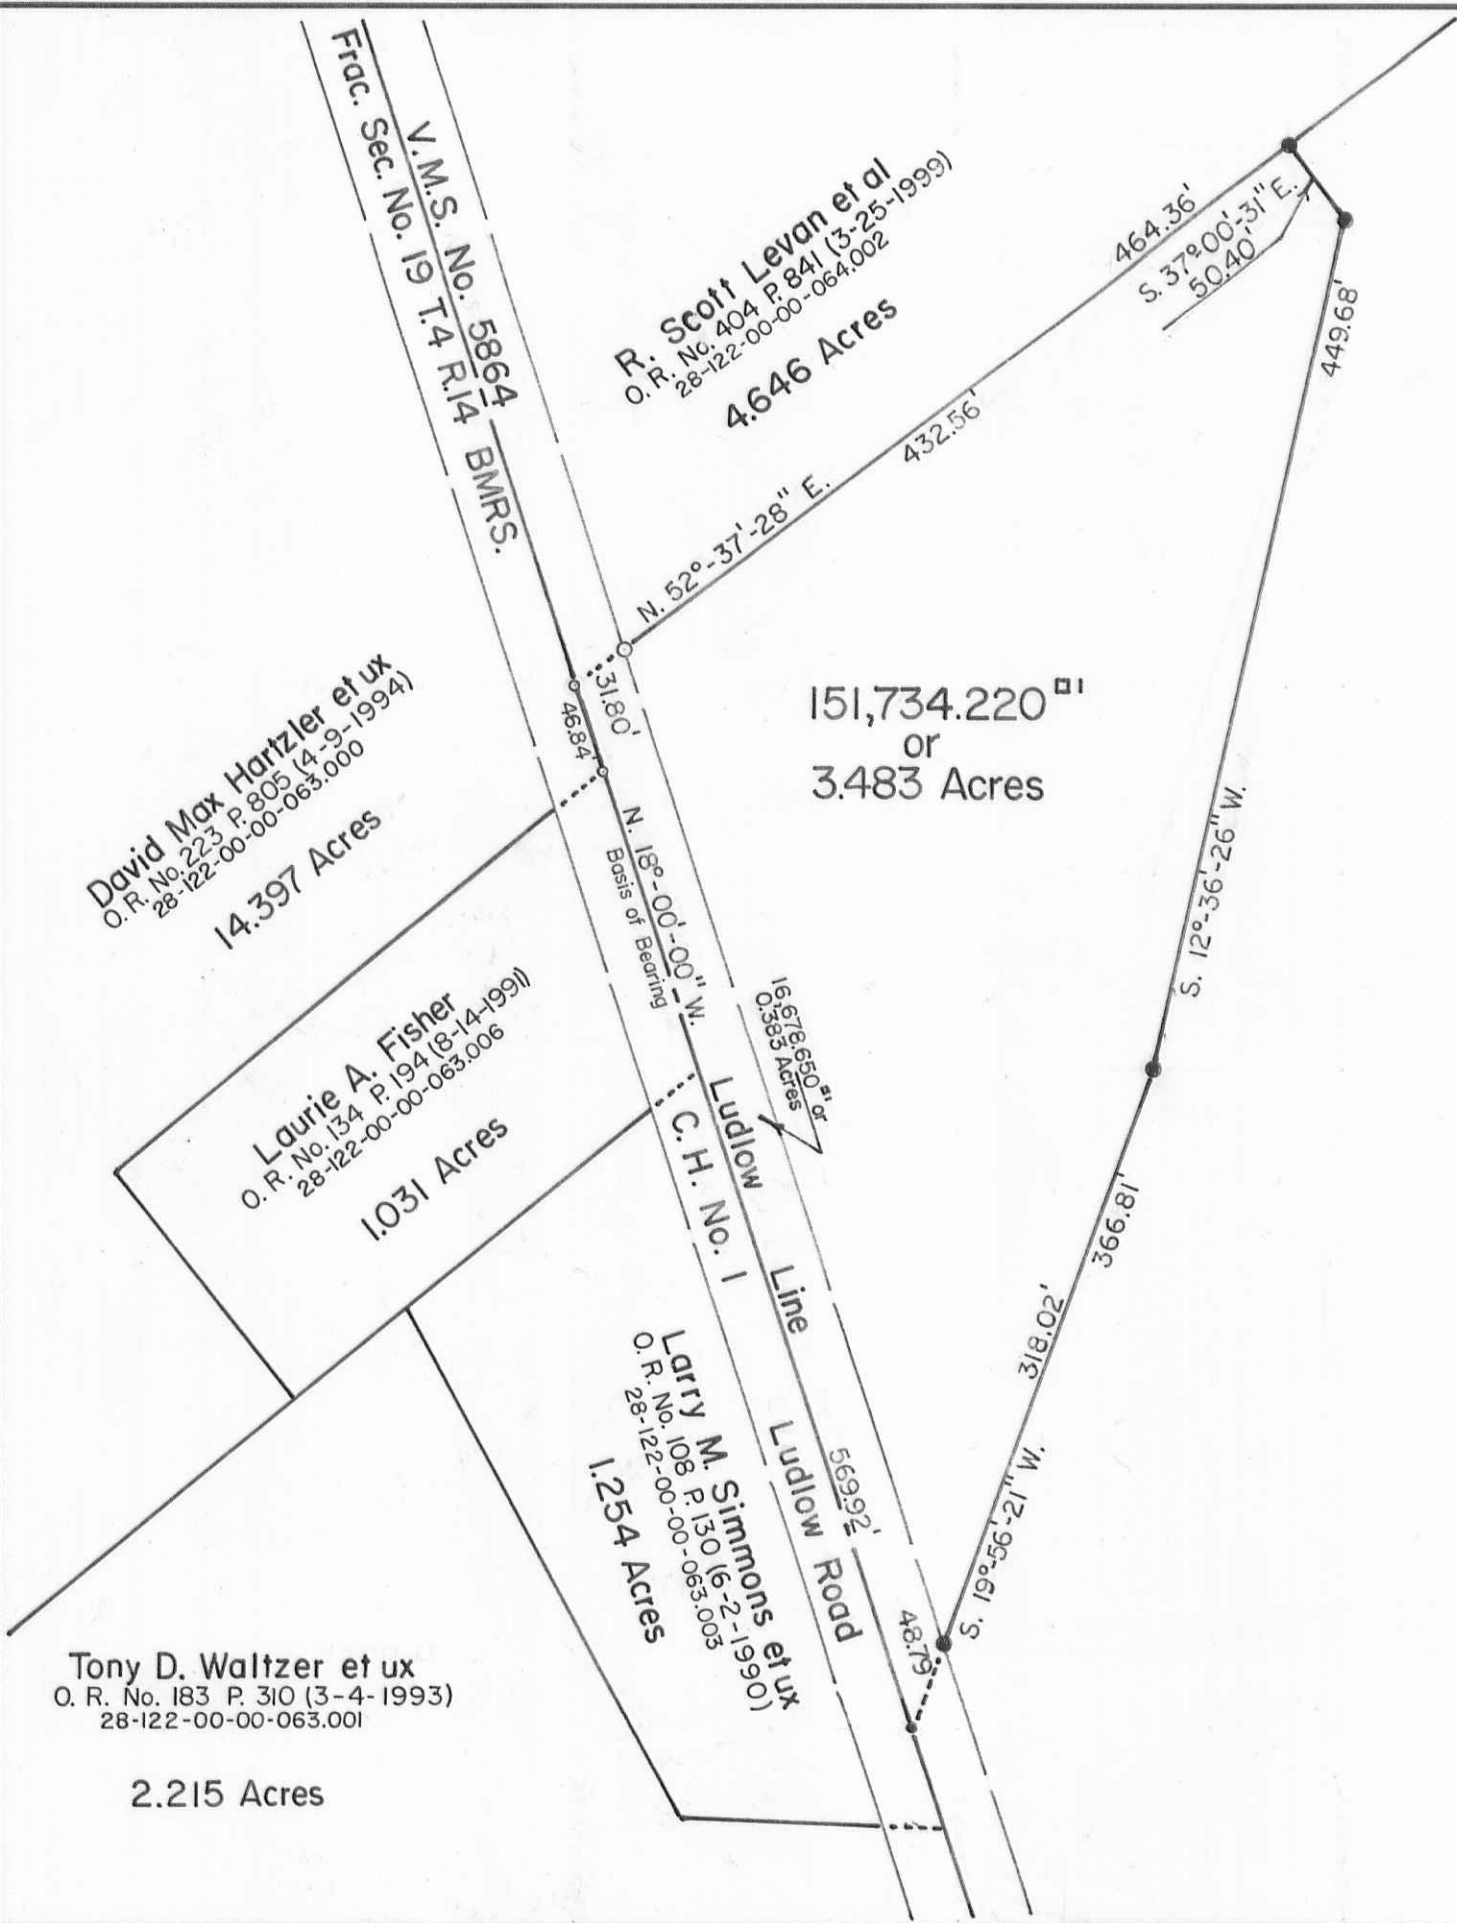 Frac. Sec. No. 19 T.4 R.14 BMRS.
V. M.S. No. 5864
R. Scott Levan et al
O. R. No. 404 P. 841 (3-25-1999)
28-122-00-00-064.002
4.646 Acres
464.36'
S. 37°-00'-31" E.
50.40'
449.68'
432.56'
N. 52°-37'-28" E.
31.80'
46.84'
151,734.220 □'
or
3.483 Acres
David Max Hartzler et ux
O. R. No. 223 P. 805 (4-9-1994)
28-122-00-00-063.000
14.397 Acres
N. 18°-00'-00" W.
Basis of Bearing
S. 12°-36'-26" W.
16,678.650 □' or
0.383 Acres
Laurie A. Fisher
O. R. No. 134 P. 194 (8-14-1991)
28-122-00-00-063.006
1.031 Acres
Ludlow Line
C. H. No. 1 Ludlow Road
366.81'
318.02'
Larry M. Simmons et ux
O. R. No. 108 P. 130 (6-2-1990)
28-122-00-00-063.003
1.254 Acres
569.92'
S. 19°-56'-21" W.
48.79'
Tony D. Waltzer et ux
O. R. No. 183 P. 310 (3-4-1993)
28-122-00-00-063.001
2.215 Acres